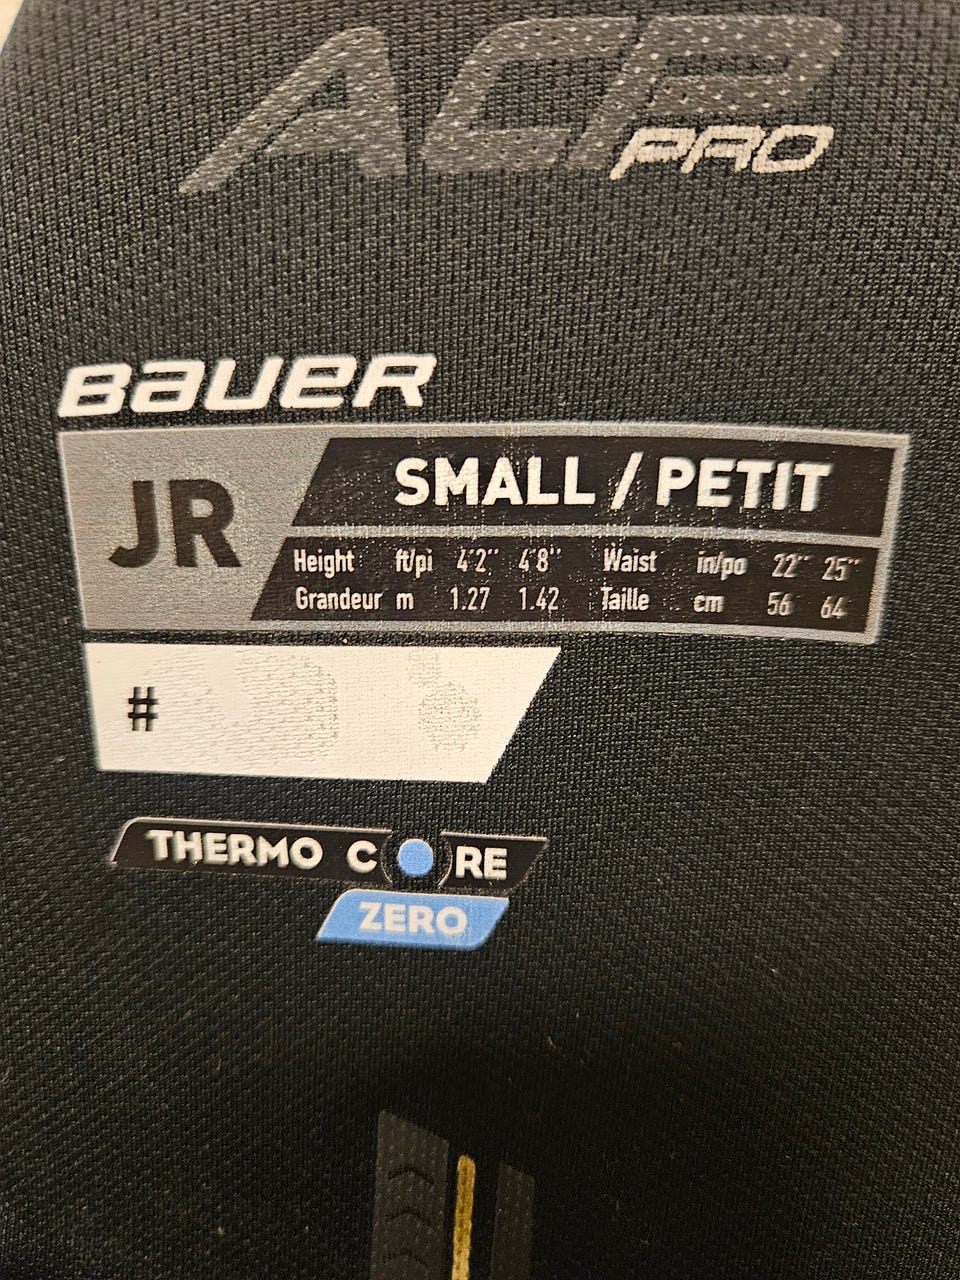 ACP
PRO
BAUER
JR
SMALL / PETIT
Height ft/pi 4'2'' 4'8'' Waist in/po 22'' 25''
Grandeur m 1.27 1.42 Taille cm 56 64
#
THERMO CORE
ZERO